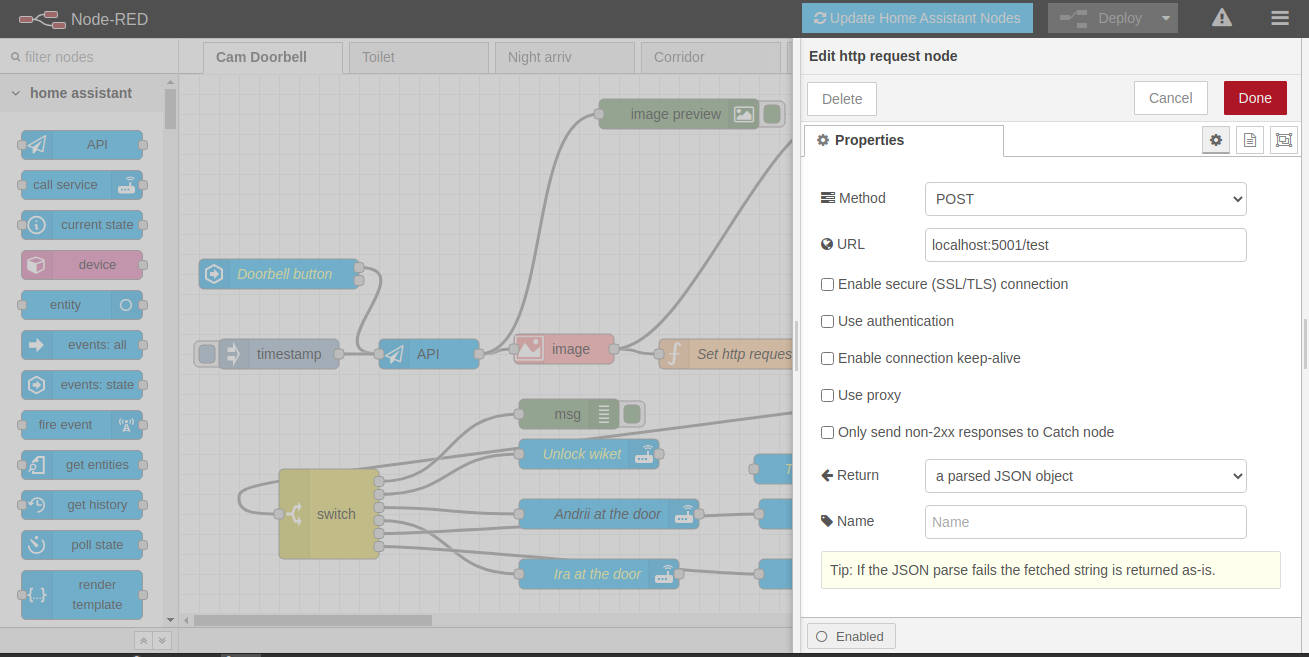 Node-RED
Update Home Assistant Nodes
Deploy
filter nodes
home assistant
API
call service
current state
device
entity
events: all
events: state
fire event
get entities
get history
poll state
render
template
Cam Doorbell
Toilet
Night arriv
Corridor
image preview
Doorbell button
timestamp
API
image
Set http reques
msg
Unlock wiket
switch
Andrii at the door
Ira at the door
Edit http request node
Delete
Cancel
Done
Properties
Method
POST
URL
localhost:5001/test
Enable secure (SSL/TLS) connection
Use authentication
Enable connection keep-alive
Use proxy
Only send non-2xx responses to Catch node
Return
a parsed JSON object
Name
Name
Tip: If the JSON parse fails the fetched string is returned as-is.
Enabled